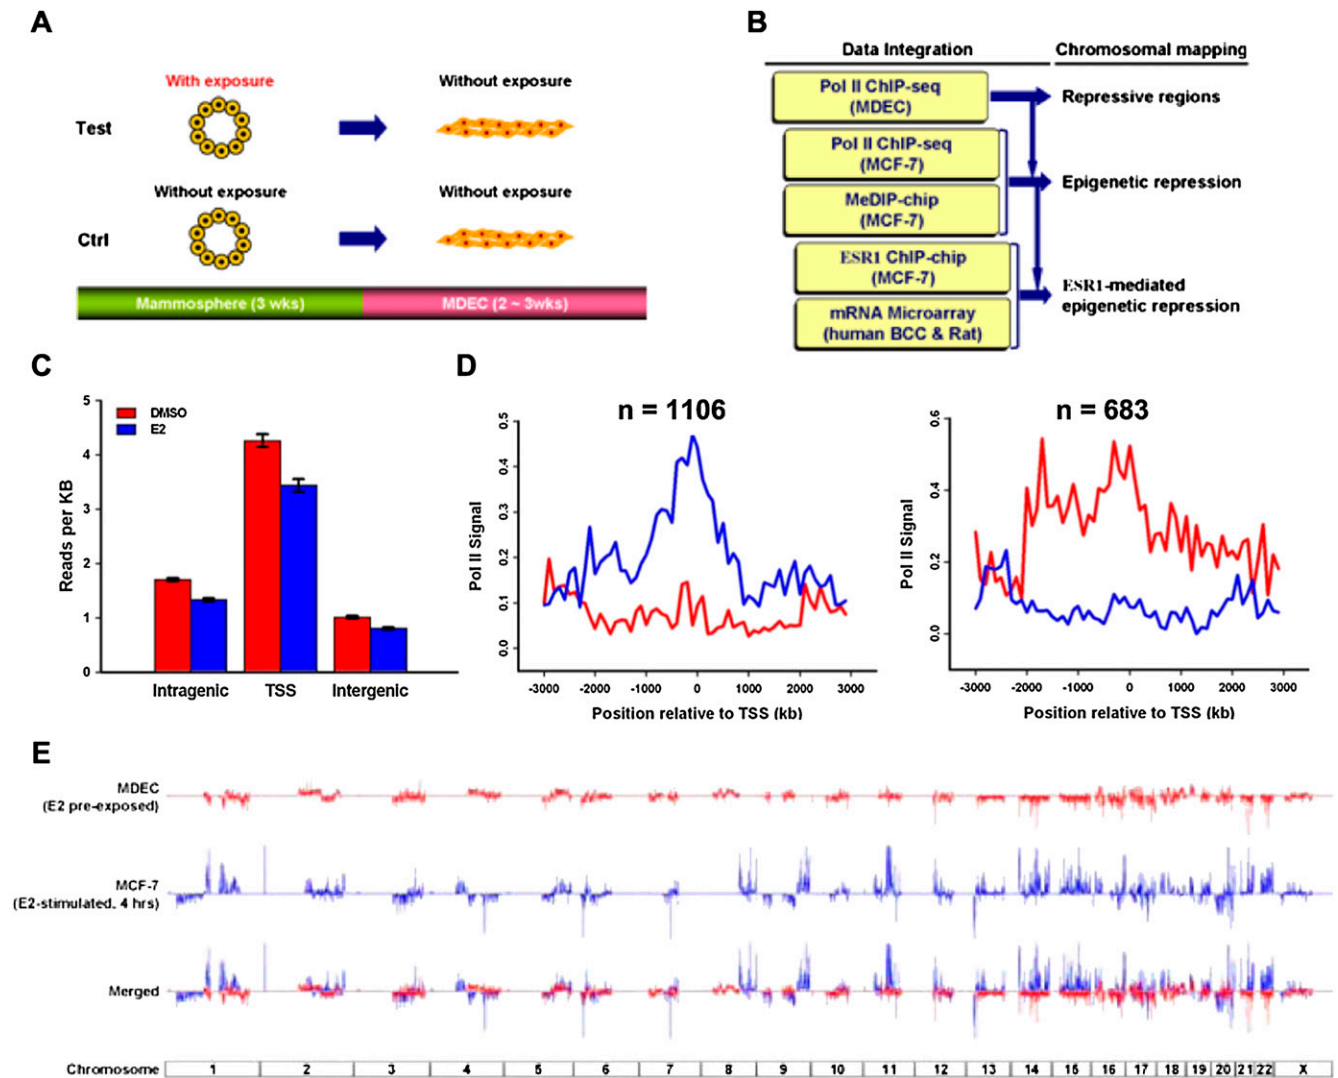 A
With exposure
Without exposure
Test
Without exposure
Without exposure
Ctrl
Mammosphere (3 wks)
MDEC (2 ~ 3wks)
B
Data Integration
Chromosomal mapping
Pol II ChIP-seq
(MDEC)
Repressive regions
Pol II ChIP-seq
(MCF-7)
Epigenetic repression
MeDIP-chip
(MCF-7)
ESR1 ChIP-chip
(MCF-7)
ESR1-mediated
epigenetic repression
mRNA Microarray
(human BCC & Rat)
C
DMSO
E2
Reads per KB
5
4
3
2
1
0
Intragenic TSS Intergenic
D
n = 1106
Pol II Signal
0.5
0.4
0.3
0.2
0.1
0.0
-3000 -2000 -1000 0 1000 2000 3000
Position relative to TSS (kb)
n = 683
Pol II Signal
0.6
0.4
0.2
0.0
-3000 -2000 -1000 0 1000 2000 3000
Position relative to TSS (kb)
E
MDEC
(E2 pre-exposed)
MCF-7
(E2-stimulated, 4 hrs)
Merged
Chromosome 1 2 3 4 5 6 7 8 9 10 11 12 13 14 15 16 17 18 19 20 21 22 X